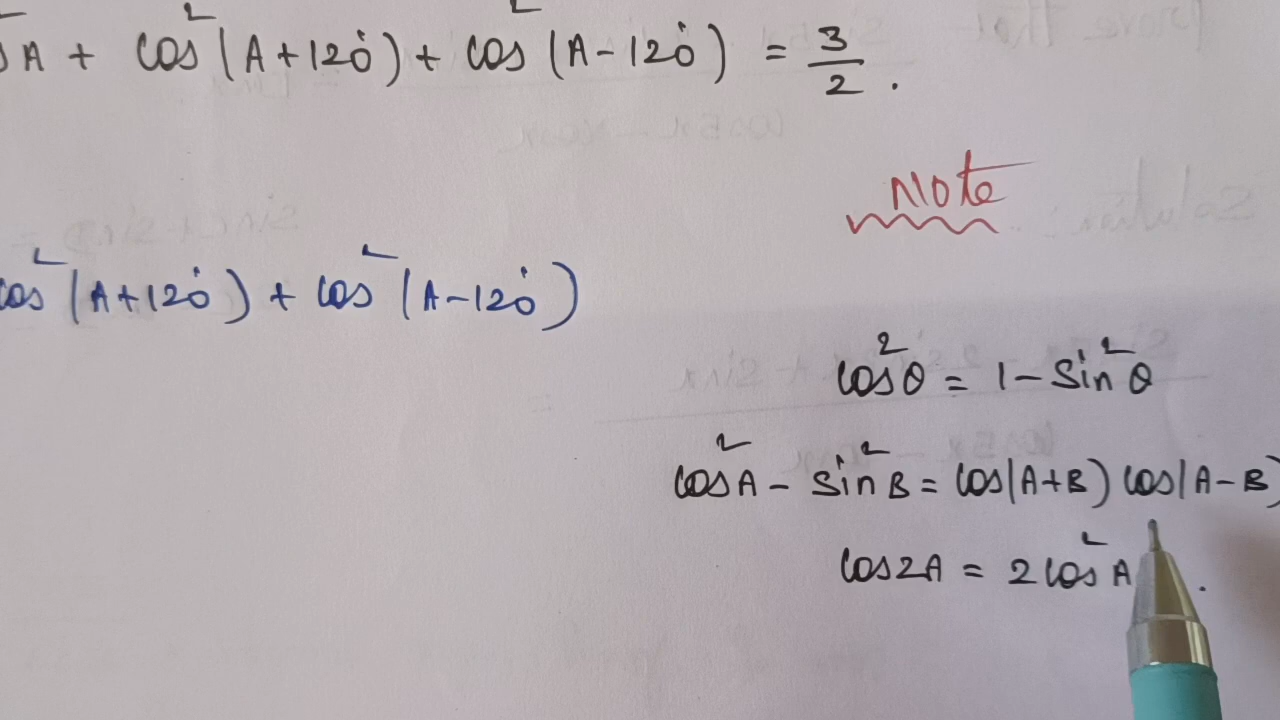 A + cos²(A+120°) + cos²(A-120°) = 3/2.
Note
cos²(A+120°) + cos²(A-120°)
cos²θ = 1 - sin²θ
cos²A - sin²B = cos(A+B) cos(A-B)
cos2A = 2cos²A